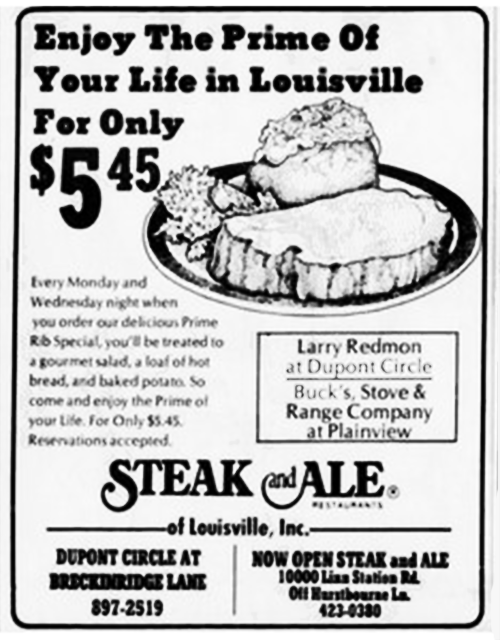 Enjoy The Prime Of
Your Life in Louisville
For Only
$5 45
Every Monday and
Wednesday night when
you order our delicious Prime
Rib Special, you'll be treated to
a gourmet salad, a loaf of hot
bread, and baked potato. So
come and enjoy the Prime of
your Life. For Only $5.45.
Reservations accepted.
Larry Redmon
at Dupont Circle
Buck's, Stove &
Range Company
at Plainview
STEAK and ALE®
RESTAURANTS
of Louisville, Inc.
DUPONT CIRCLE AT
BRECKINRIDGE LANE
897-2519
NOW OPEN STEAK and ALE
10000 Linn Station Rd.
Off Hurstbourne Ln.
423-0380